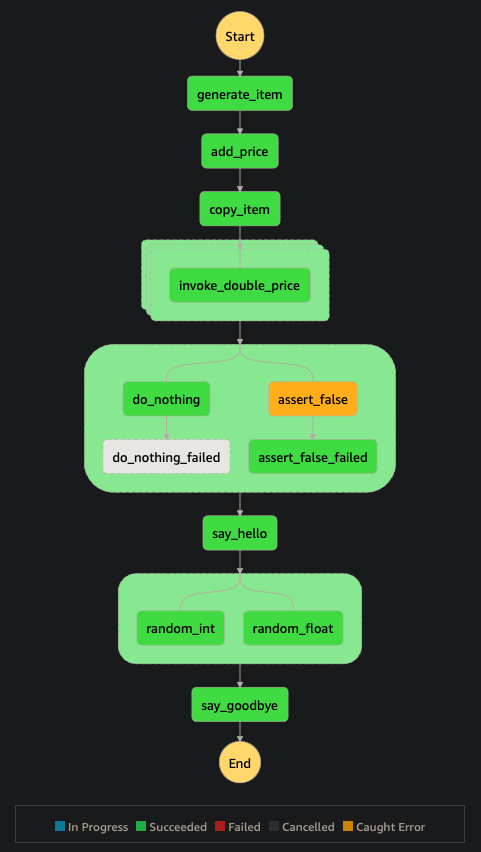 Start
generate_item
add_price
copy_item
invoke_double_price
do_nothing assert_false
do_nothing_failed assert_false_failed
say_hello
random_int random_float
say_goodbye
End
In Progress Succeeded Failed Cancelled Caught Error